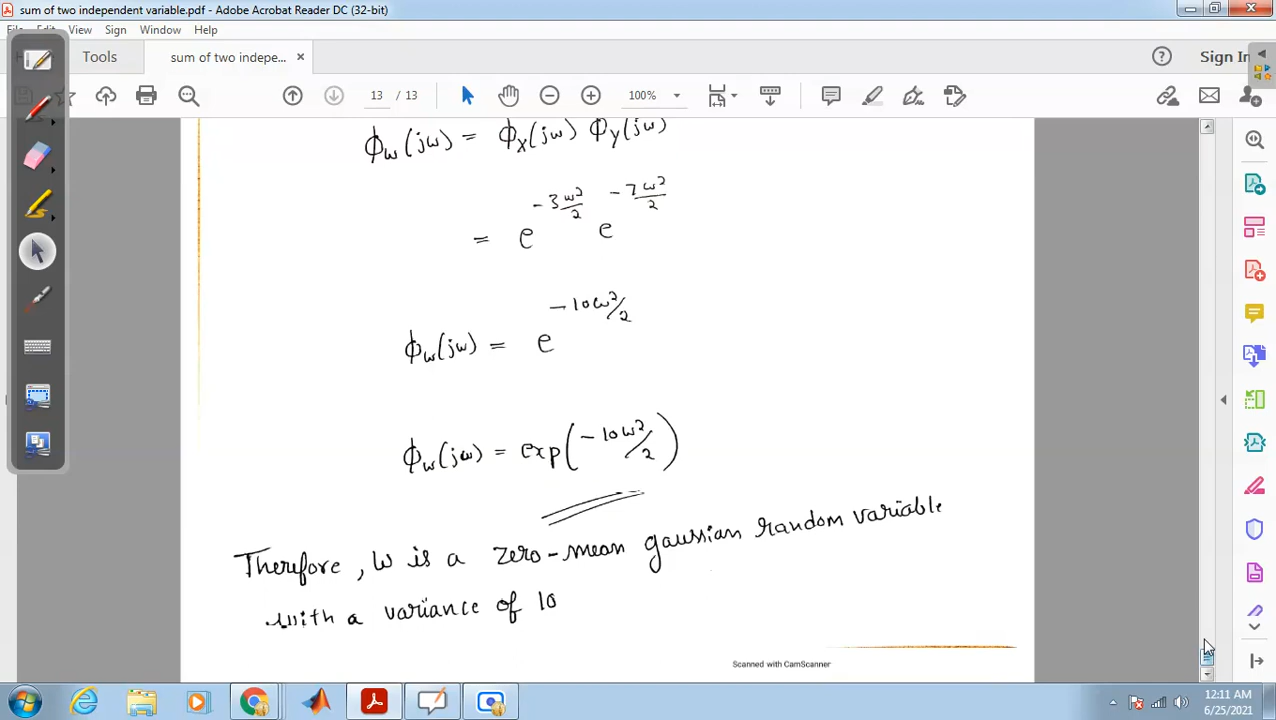 sum of two independent variable.pdf - Adobe Acrobat Reader DC (32-bit)
File Edit View Sign Window Help
Tools
sum of two indepe... ×
Sign In
13 / 13
100%
ϕw(jω) = ϕX(jω) ϕY(jω)
= e^(-3ω²/2) e^(-7ω²/2)
ϕw(jω) = e^(-10ω²/2)
ϕw(jω) = exp(-10ω²/2)
Therefore, W is a zero-mean gaussian random variable
with a variance of 10
Scanned with CamScanner
12:11 AM
6/25/2021